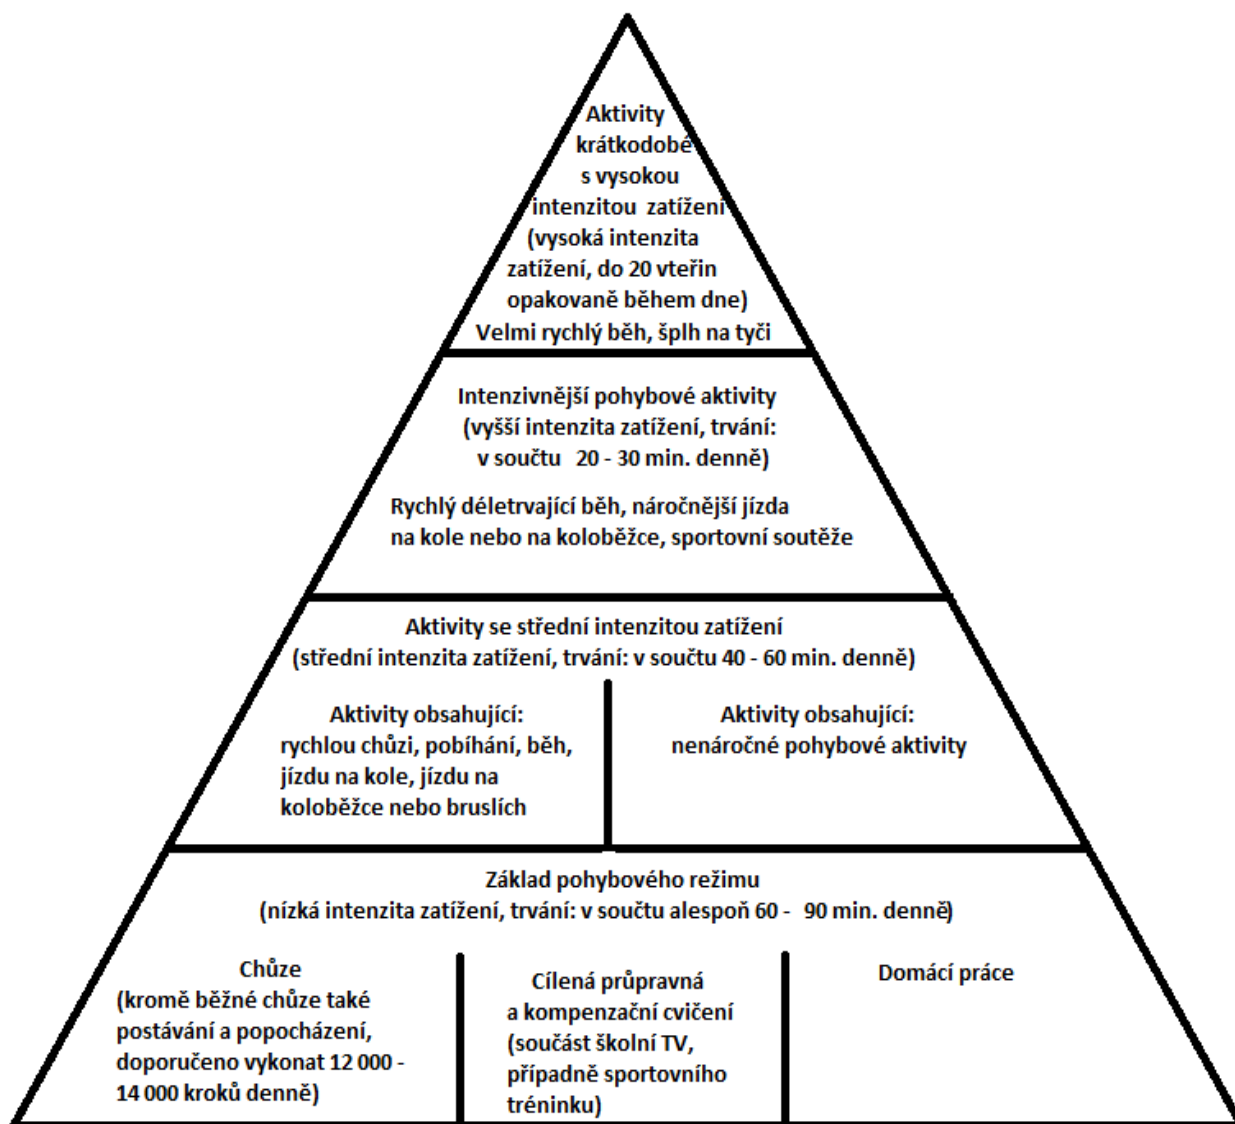 Aktivity
krátkodobé
s vysokou
intenzitou zatížení
(vysoká intenzita
zatížení, do 20 vteřin
opakovaně během dne)
Velmi rychlý běh, šplh na tyči
Intenzivnější pohybové aktivity
(vyšší intenzita zatížení, trvání:
v součtu 20 - 30 min. denně)
Rychlý déletrvající běh, náročnější jízda
na kole nebo na koloběžce, sportovní soutěže
Aktivity se střední intenzitou zatížení
(střední intenzita zatížení, trvání: v součtu 40 - 60 min. denně)
Aktivity obsahující:
rychlou chůzi, pobíhání, běh,
jízdu na kole, jízdu na
koloběžce nebo bruslích
Aktivity obsahující:
nenáročné pohybové aktivity
Základ pohybového režimu
(nízká intenzita zatížení, trvání: v součtu alespoň 60 - 90 min. denně)
Chůze
(kromě běžné chůze také
postávání a popocházení,
doporučeno vykonat 12 000 -
14 000 kroků denně)
Cílená průpravná
a kompenzační cvičení
(součást školní TV,
případně sportovního
tréninku)
Domácí práce